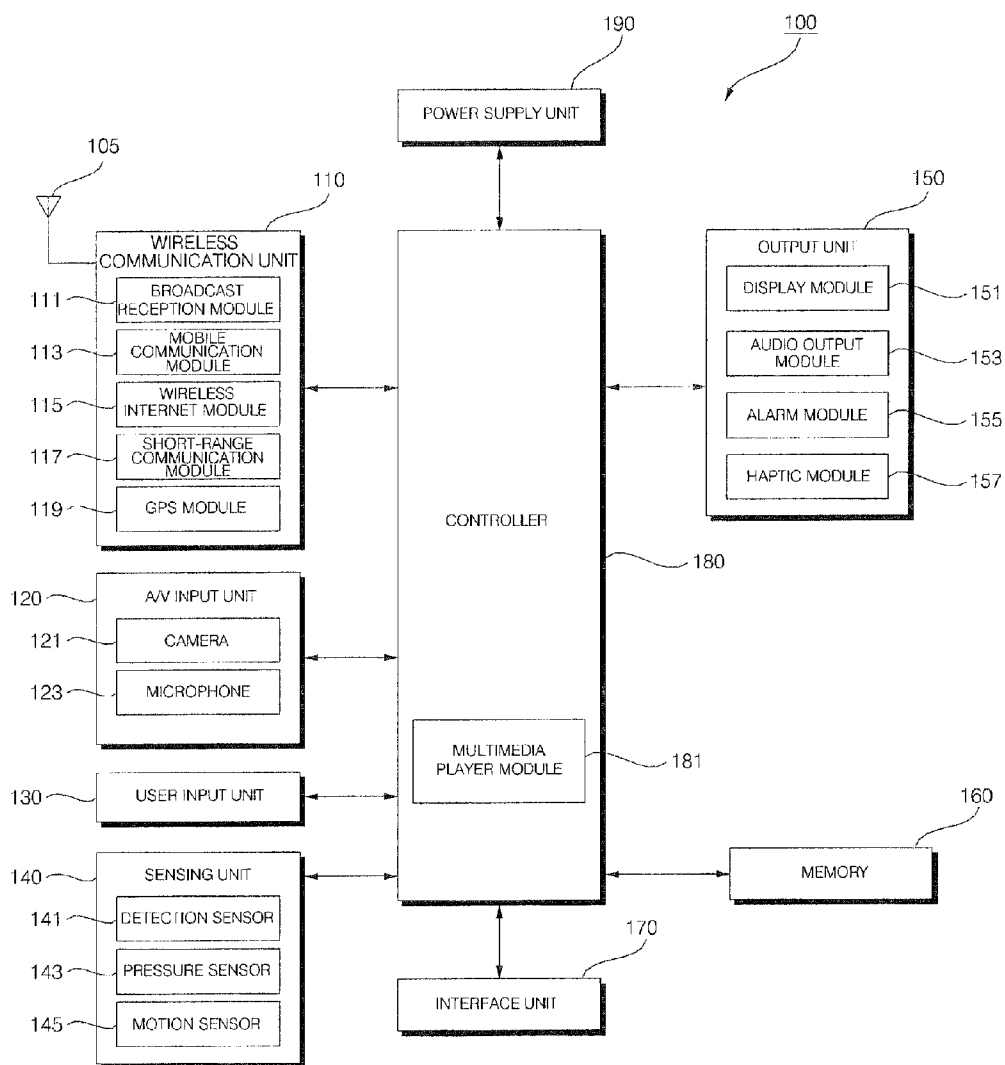 190
100
POWER SUPPLY UNIT
105
110
WIRELESS
COMMUNICATION UNIT
111
BROADCAST
RECEPTION MODULE
113
MOBILE
COMMUNICATION
MODULE
115
WIRELESS
INTERNET MODULE
117
SHORT-RANGE
COMMUNICATION
MODULE
119
GPS MODULE
150
OUTPUT UNIT
DISPLAY MODULE
151
AUDIO OUTPUT
MODULE
153
ALARM MODULE
155
HAPTIC MODULE
157
CONTROLLER
180
120
A/V INPUT UNIT
121
CAMERA
123
MICROPHONE
MULTIMEDIA
PLAYER MODULE
181
130
USER INPUT UNIT
140
SENSING UNIT
141
DETECTION SENSOR
143
PRESSURE SENSOR
145
MOTION SENSOR
160
MEMORY
170
INTERFACE UNIT